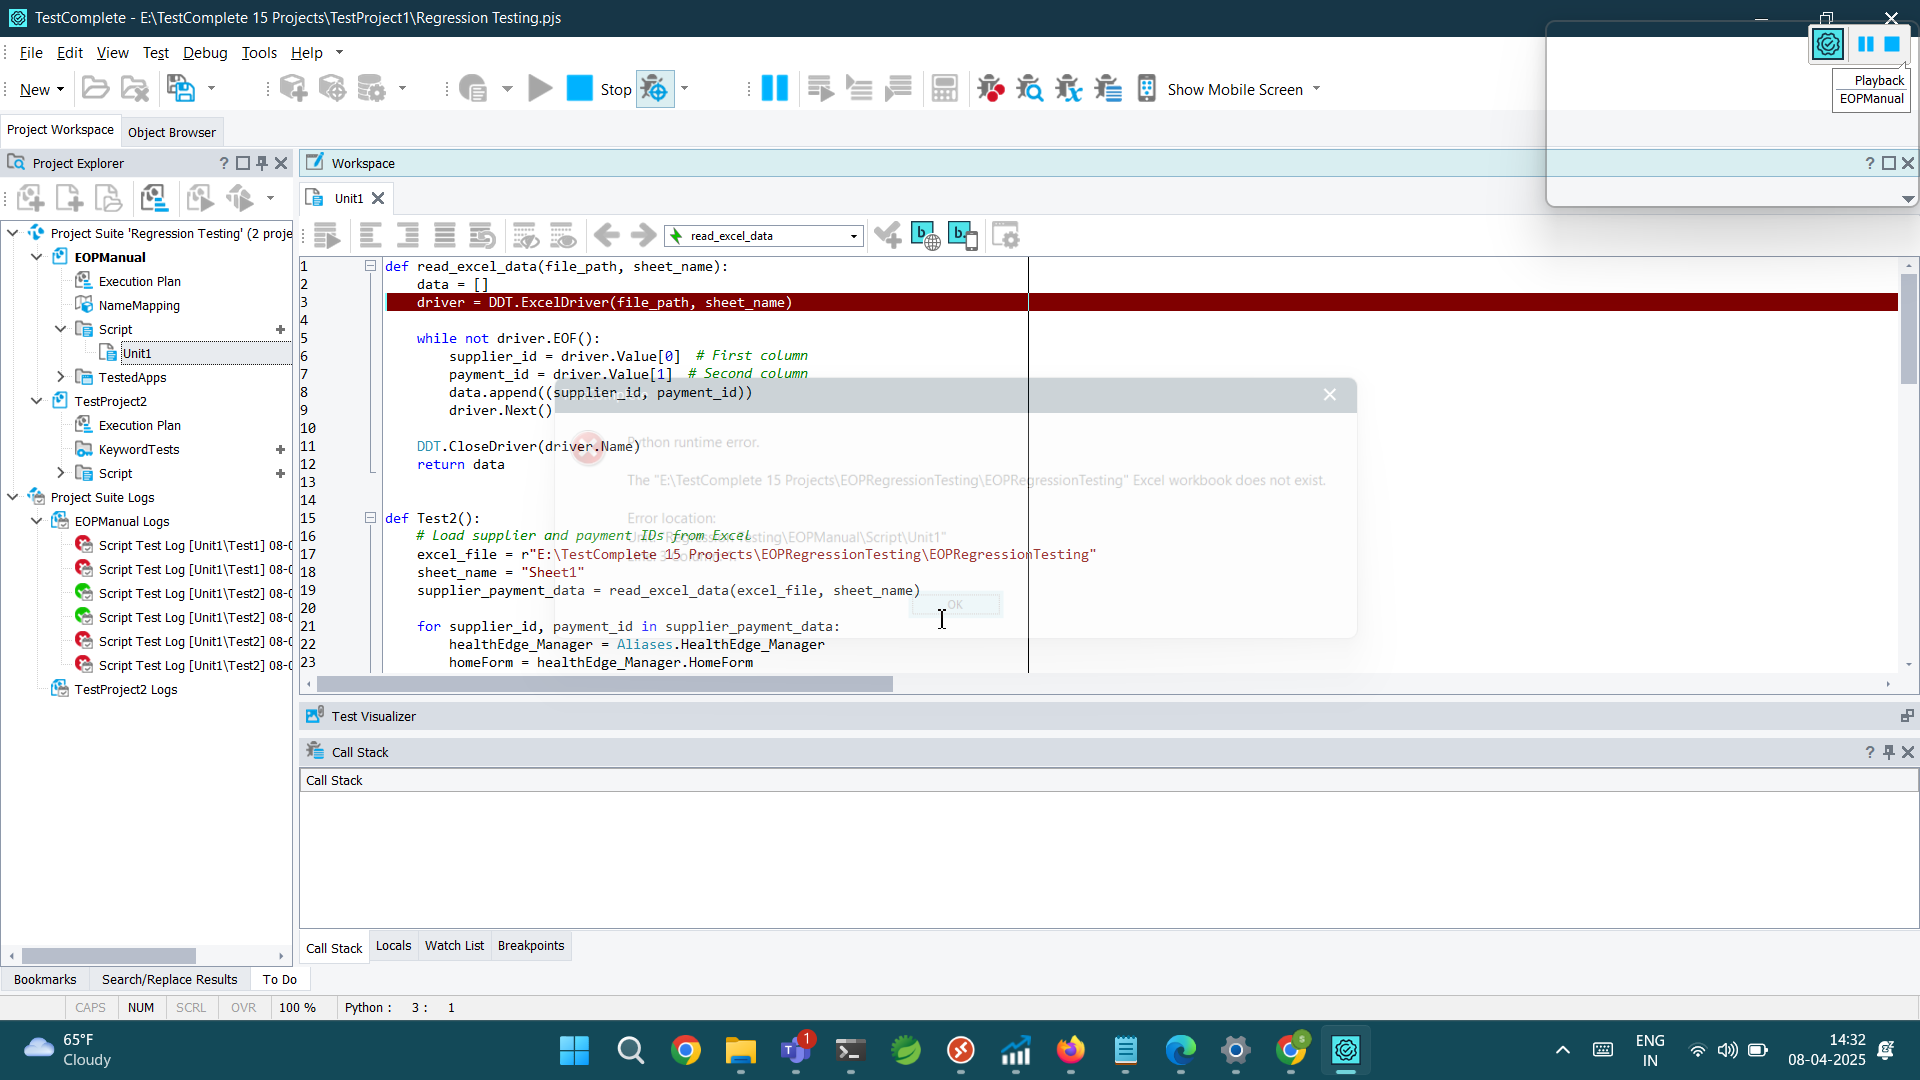 TestComplete - E:\TestComplete 15 Projects\TestProject1\Regression Testing.pjs
File Edit View Test Debug Tools Help
New
Stop
Show Mobile Screen
Playback
EOPManual
Project Workspace
Object Browser
Project Explorer
Workspace
Unit1
read_excel_data
Project Suite 'Regression Testing' (2 proje
EOPManual
Execution Plan
NameMapping
Script
Unit1
TestedApps
TestProject2
Execution Plan
KeywordTests
Script
Project Suite Logs
EOPManual Logs
Script Test Log [Unit1\Test1] 08-0
Script Test Log [Unit1\Test1] 08-0
Script Test Log [Unit1\Test2] 08-0
Script Test Log [Unit1\Test2] 08-0
Script Test Log [Unit1\Test2] 08-0
Script Test Log [Unit1\Test2] 08-0
TestProject2 Logs
1 def read_excel_data(file_path, sheet_name):
2 data = []
3 driver = DDT.ExcelDriver(file_path, sheet_name)
4
5 while not driver.EOF():
6 supplier_id = driver.Value[0] # First column
7 payment_id = driver.Value[1] # Second column
8 data.append((supplier_id, payment_id))
9 driver.Next()
10
11 DDT.CloseDriver(driver.Name)
12 return data
13
14
15 def Test2():
16 # Load supplier and payment IDs from Excel
17 excel_file = r"E:\TestComplete 15 Projects\EOPRegressionTesting\EOPRegressionTesting"
18 sheet_name = "Sheet1"
19 supplier_payment_data = read_excel_data(excel_file, sheet_name)
20
21 for supplier_id, payment_id in supplier_payment_data:
22 healthEdge_Manager = Aliases.HealthEdge_Manager
23 homeForm = healthEdge_Manager.HomeForm
Python runtime error.
The "E:\TestComplete 15 Projects\EOPRegressionTesting\EOPRegressionTesting" Excel workbook does not exist.
Error location:
Unit: "Regression Testing\EOPManual\Script\Unit1"
OK
Test Visualizer
Call Stack
Call Stack
Call Stack Locals Watch List Breakpoints
Bookmarks Search/Replace Results To Do
CAPS NUM SCRL OVR 100 % Python : 3 : 1
65°F
Cloudy
1
S
ENG
IN
14:32
08-04-2025